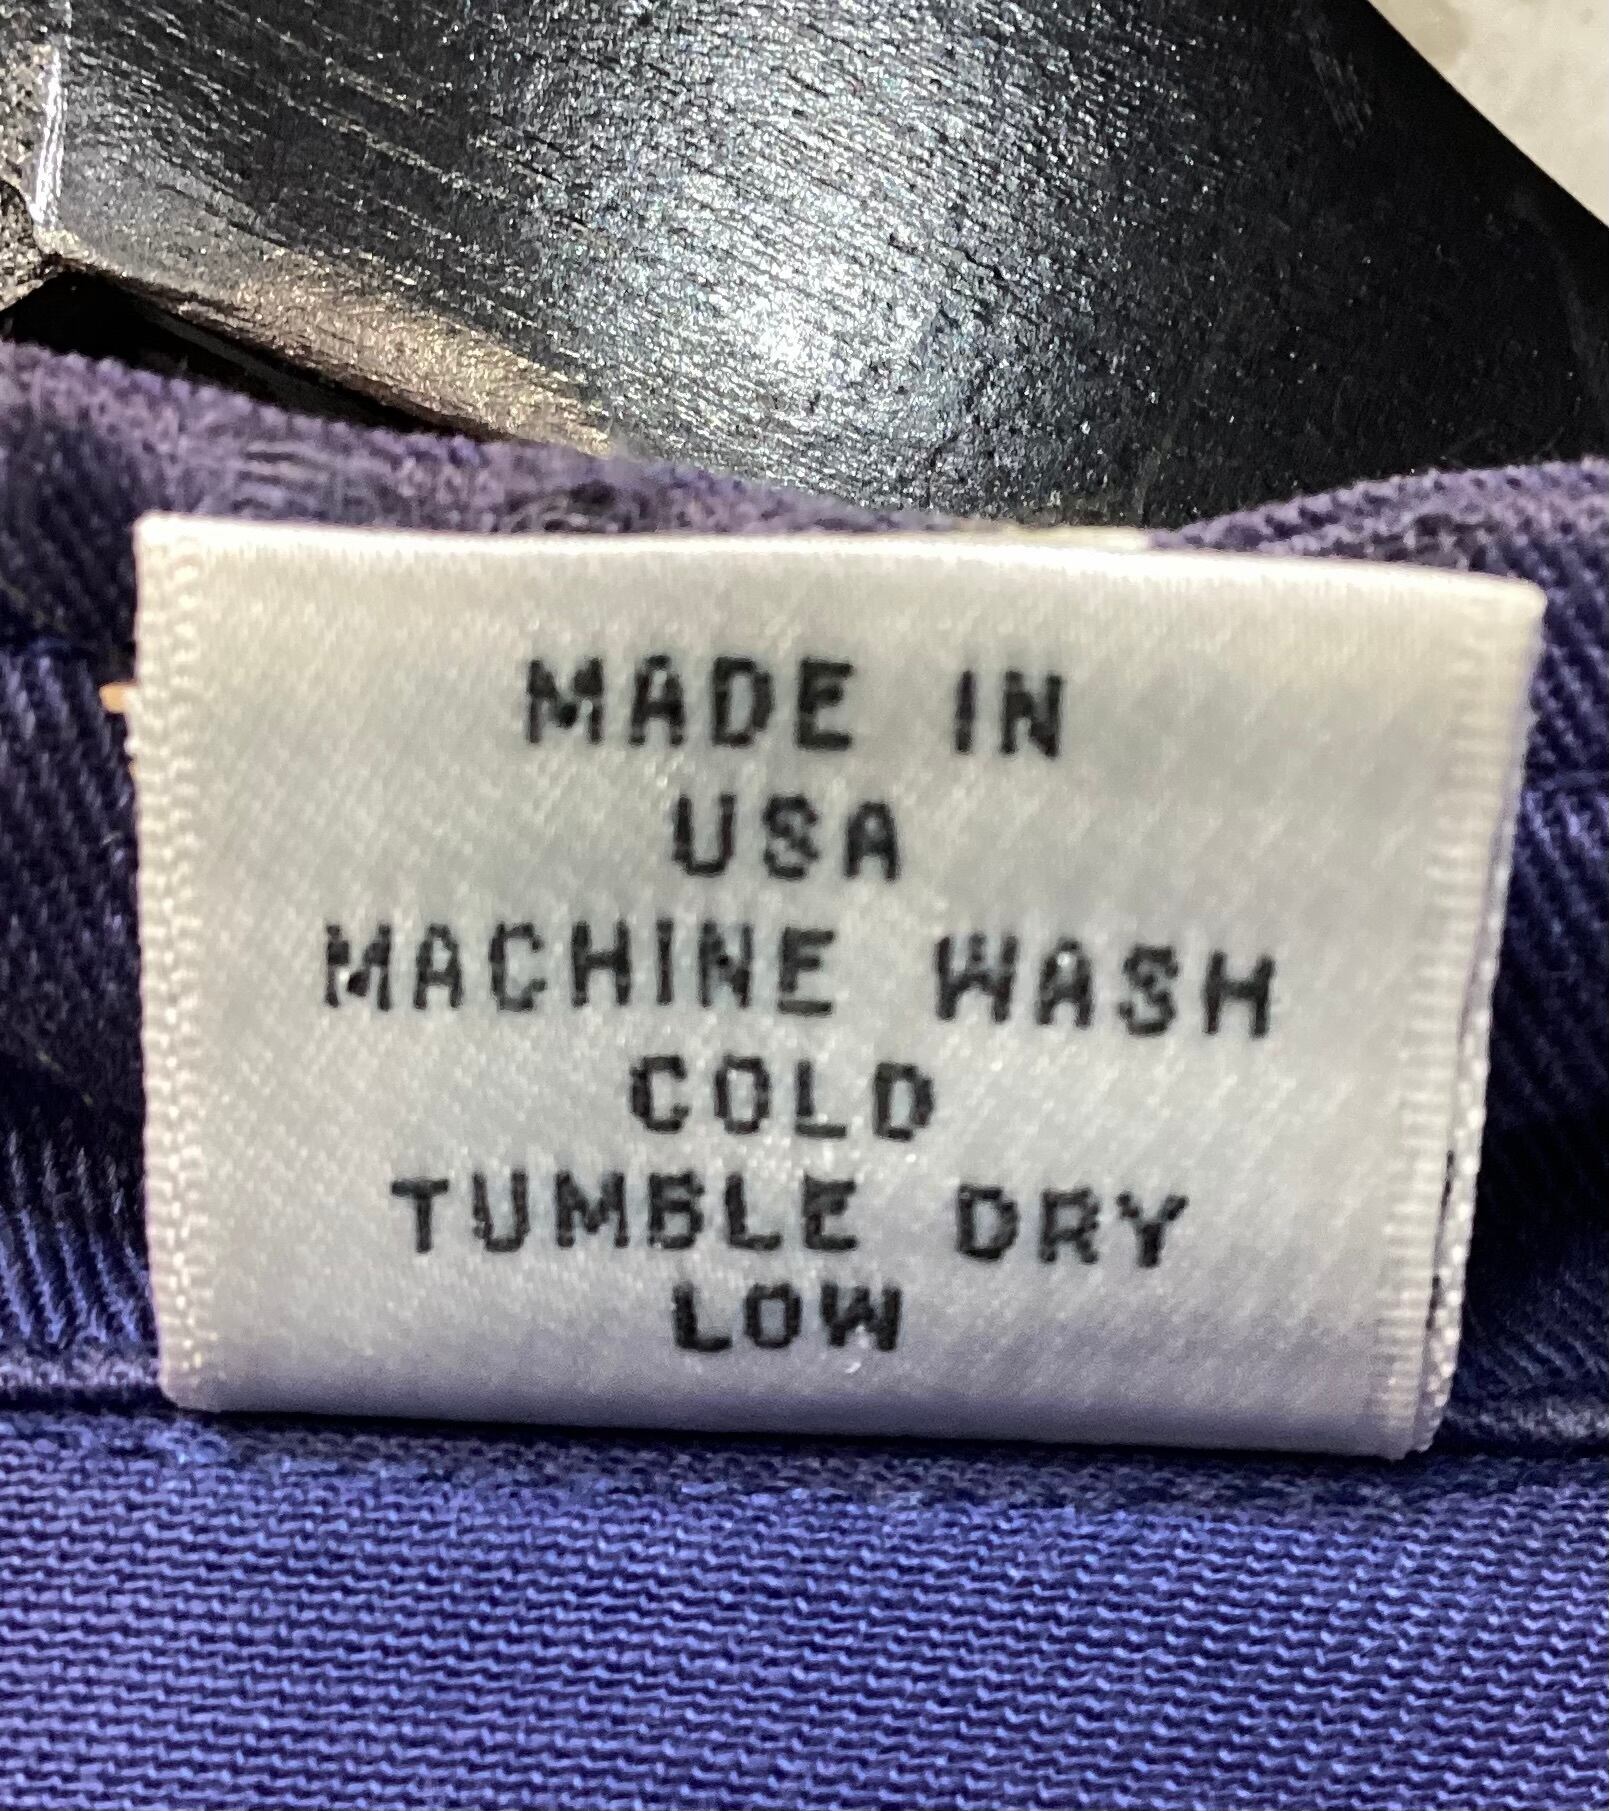 MADE IN
USA
MACHINE WASH
COLD
TUMBLE DRY
LOW